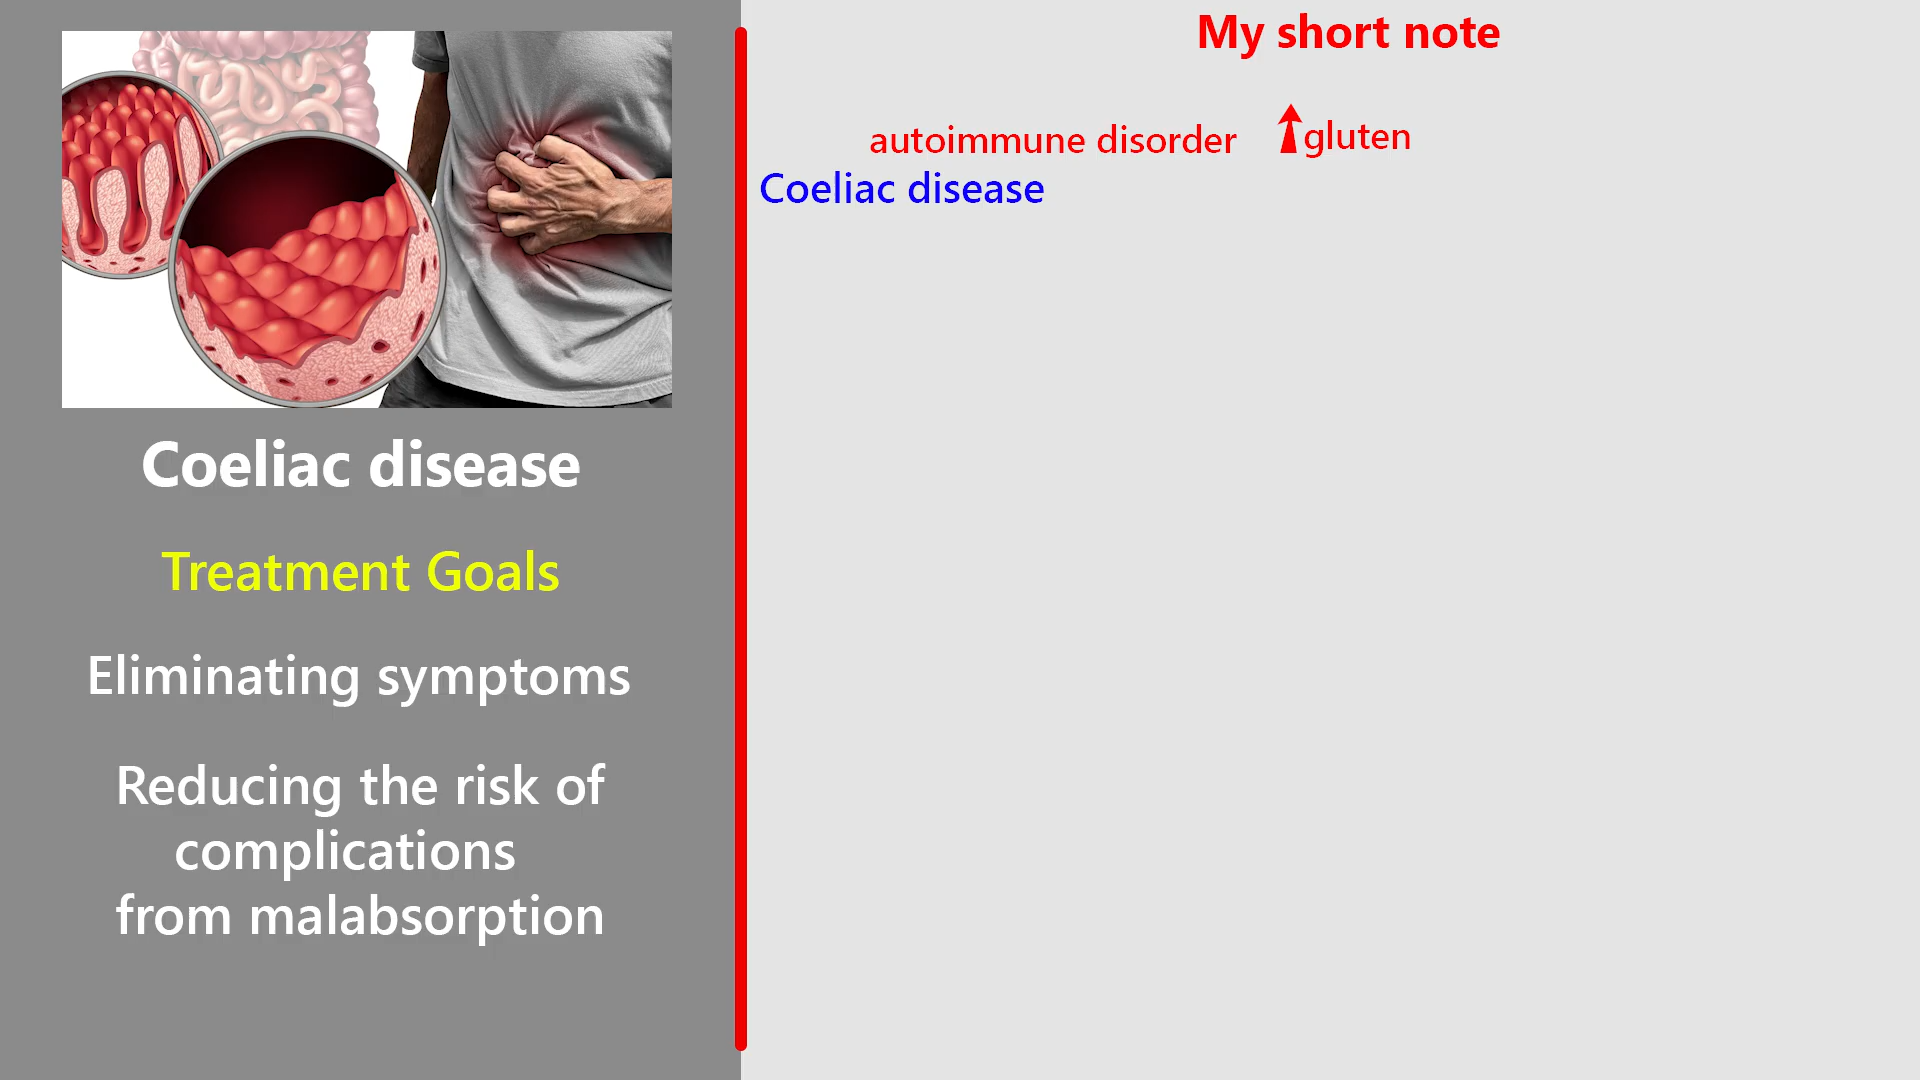 Coeliac disease
Treatment Goals
Eliminating symptoms
Reducing the risk of
complications
from malabsorption
My short note
autoimmune disorder gluten
Coeliac disease